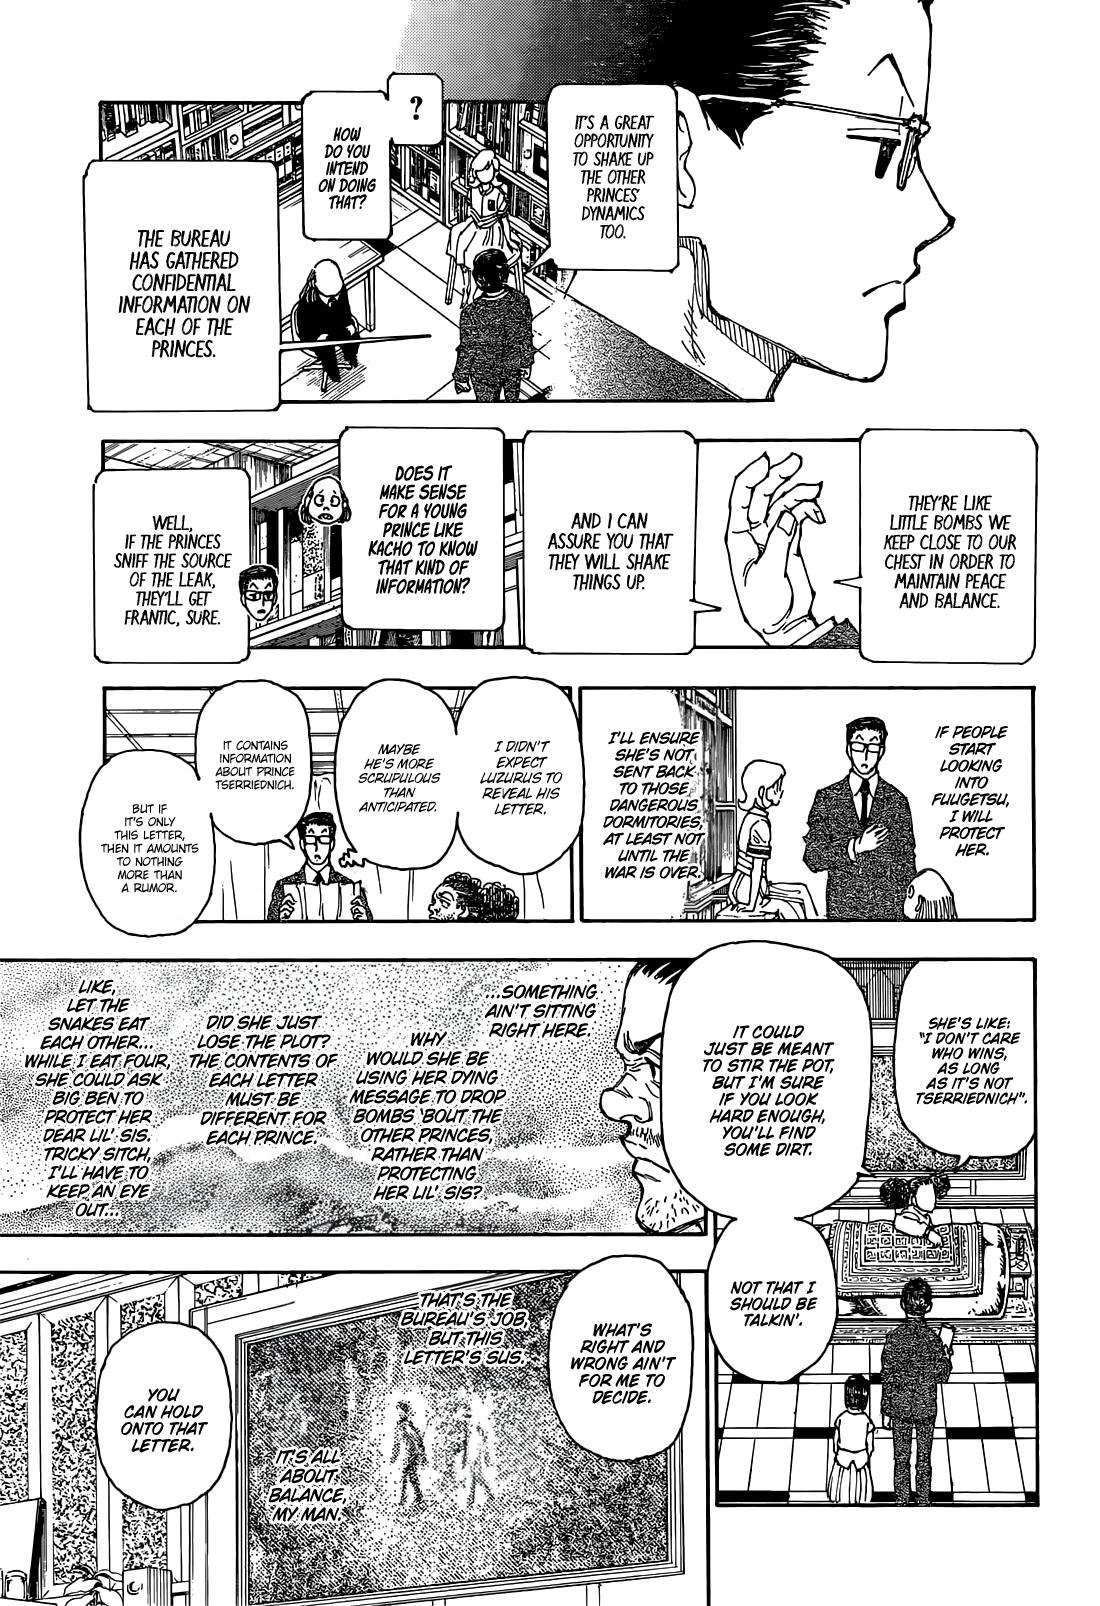 IT'S A GREAT
OPPORTUNITY
TO SHAKE UP
THE OTHER
PRINCES'
DYNAMICS
TOO.
?
HOW
DO YOU
INTEND
ON DOING
THAT?
THE BUREAU
HAS GATHERED
CONFIDENTIAL
INFORMATION ON
EACH OF THE
PRINCES.
THEY'RE LIKE
LITTLE BOMBS WE
KEEP CLOSE TO OUR
CHEST IN ORDER TO
MAINTAIN PEACE
AND BALANCE.
AND I CAN
ASSURE YOU THAT
THEY WILL SHAKE
THINGS UP.
DOES IT
MAKE SENSE
FOR A YOUNG
PRINCE LIKE
KACHO TO KNOW
THAT KIND OF
INFORMATION?
WELL,
IF THE PRINCES
SNIFF THE SOURCE
OF THE LEAK,
THEY'LL GET
FRANTIC, SURE.
IF PEOPLE
START
LOOKING
INTO
FUUGETSU,
I WILL
PROTECT
HER.
I'LL ENSURE
SHE'S NOT
SENT BACK
TO THOSE
DANGEROUS
DORMITORIES,
AT LEAST NOT
UNTIL THE
WAR IS OVER.
I DIDN'T
EXPECT
LUZURUS TO
REVEAL HIS
LETTER.
MAYBE
HE'S MORE
SCRUPULOUS
THAN
ANTICIPATED.
IT CONTAINS
INFORMATION
ABOUT PRINCE
TSERRIEDNICH.
BUT IF
IT'S ONLY
THIS LETTER,
THEN IT AMOUNTS
TO NOTHING
MORE THAN
A RUMOR.
SHE'S LIKE:
"I DON'T CARE
WHO WINS,
AS LONG
AS IT'S NOT
TSERRIEDNICH".
IT COULD
JUST BE MEANT
TO STIR THE POT,
BUT I'M SURE
IF YOU LOOK
HARD ENOUGH,
YOU'LL FIND
SOME DIRT.
NOT THAT I
SHOULD BE
TALKIN'.
...SOMETHING
AIN'T SITTING
RIGHT HERE.
WHY
WOULD SHE BE
USING HER DYING
MESSAGE TO DROP
BOMBS 'BOUT THE
OTHER PRINCES,
RATHER THAN
PROTECTING
HER LIL' SIS?
DID SHE JUST
LOSE THE PLOT?
THE CONTENTS OF
EACH LETTER
MUST BE
DIFFERENT FOR
EACH PRINCE.
LIKE,
LET THE
SNAKES EAT
EACH OTHER...
WHILE I EAT FOUR,
SHE COULD ASK
BIG BEN TO
PROTECT HER
DEAR LIL' SIS.
TRICKY SITCH,
I'LL HAVE TO
KEEP AN EYE
OUT...
WHAT'S
RIGHT AND
WRONG AIN'T
FOR ME TO
DECIDE.
THAT'S THE
BUREAU'S JOB,
BUT THIS
LETTER'S SUS.
IT'S ALL
ABOUT
BALANCE,
MY MAN.
YOU
CAN HOLD
ONTO THAT
LETTER.